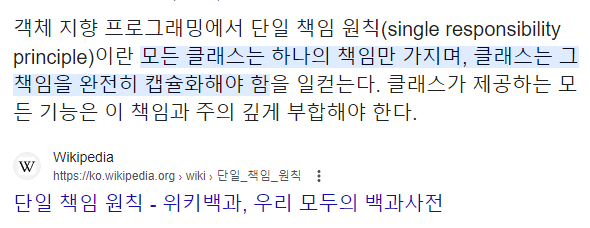 객체 지향 프로그래밍에서 단일 책임 원칙(single responsibility
principle)이란 모든 클래스는 하나의 책임만 가지며, 클래스는 그
책임을 완전히 캡슐화해야 함을 일컫는다. 클래스가 제공하는 모
든 기능은 이 책임과 주의 깊게 부합해야 한다.
W
Wikipedia
https://ko.wikipedia.org › wiki › 단일_책임_원칙
단일 책임 원칙 - 위키백과, 우리 모두의 백과사전